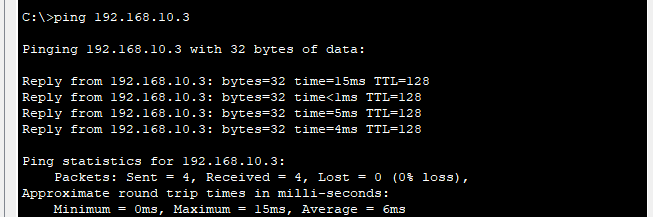 C:\>ping 192.168.10.3
Pinging 192.168.10.3 with 32 bytes of data:
Reply from 192.168.10.3: bytes=32 time=15ms TTL=128
Reply from 192.168.10.3: bytes=32 time<1ms TTL=128
Reply from 192.168.10.3: bytes=32 time=5ms TTL=128
Reply from 192.168.10.3: bytes=32 time=4ms TTL=128
Ping statistics for 192.168.10.3:
Packets: Sent = 4, Received = 4, Lost = 0 (0% loss),
Approximate round trip times in milli-seconds:
Minimum = 0ms, Maximum = 15ms, Average = 6ms